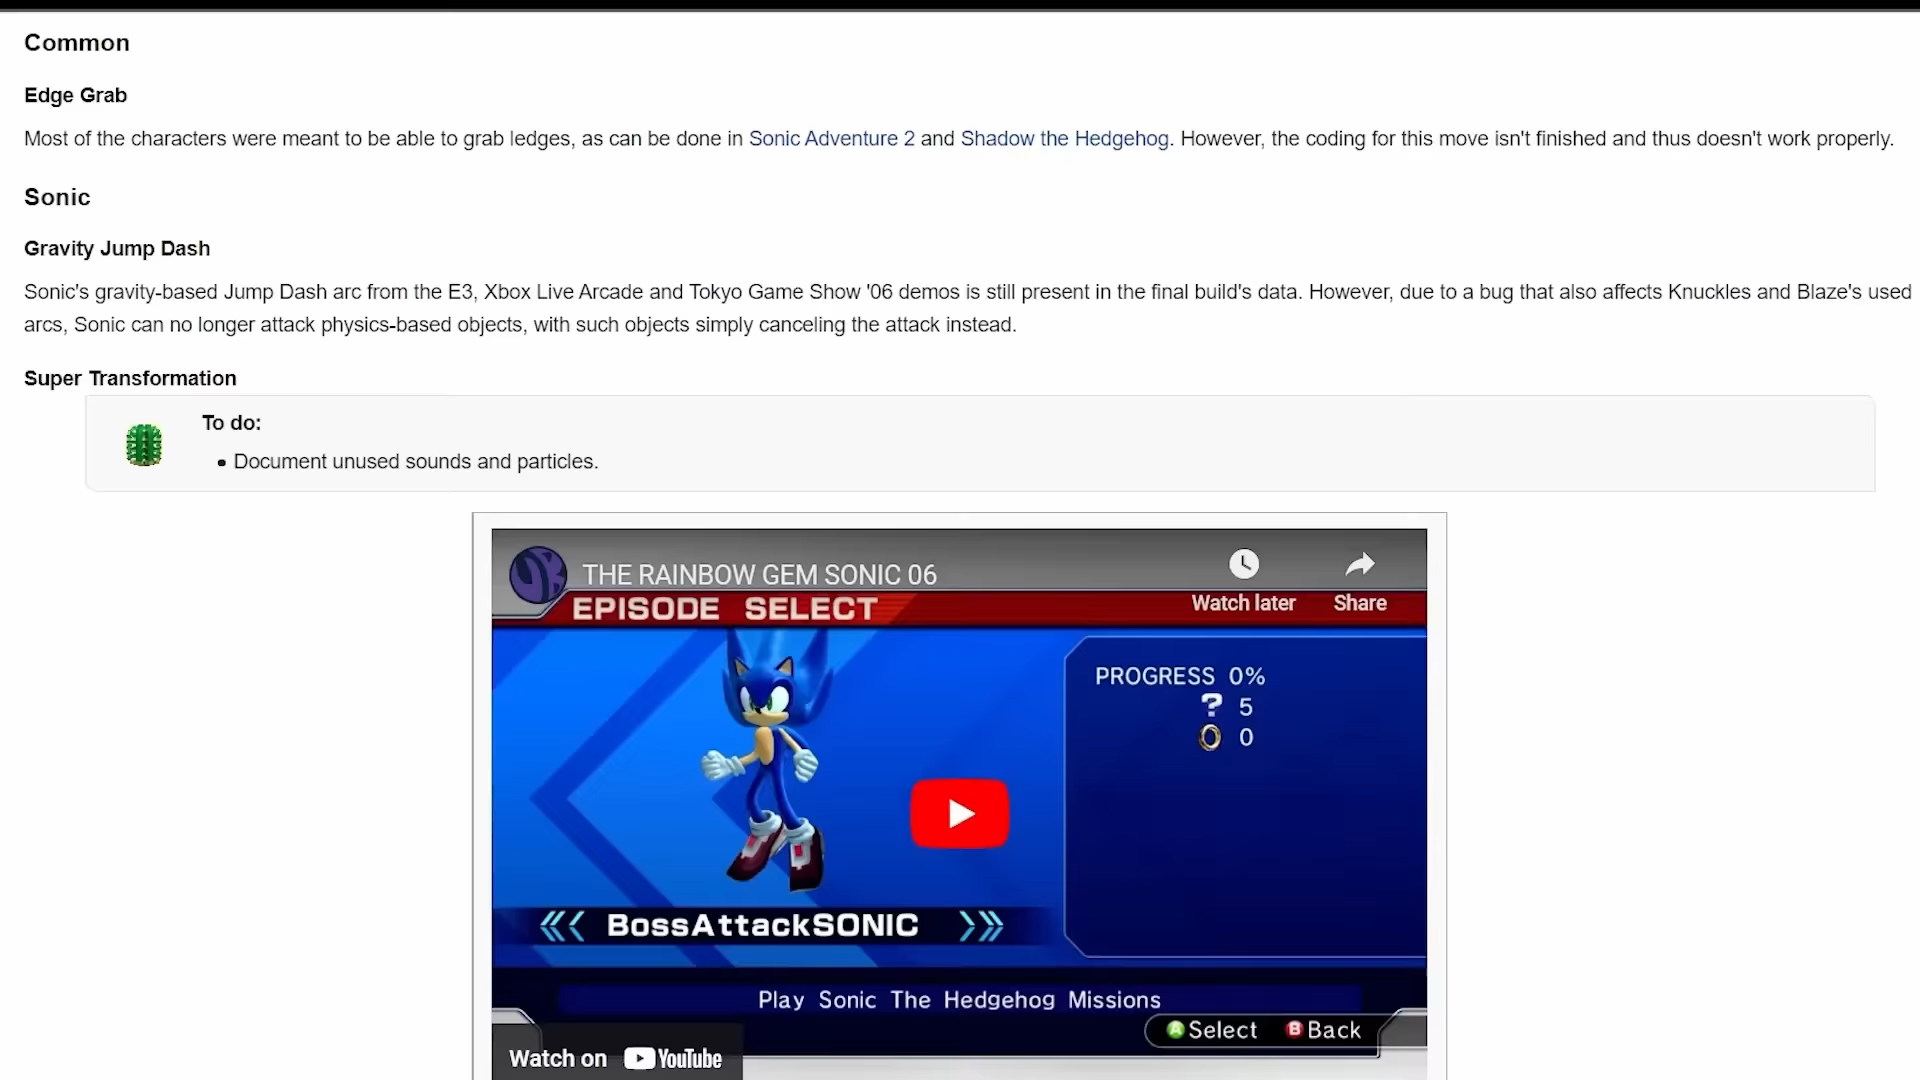 Common
Edge Grab
Most of the characters were meant to be able to grab ledges, as can be done in Sonic Adventure 2 and Shadow the Hedgehog. However, the coding for this move isn't finished and thus doesn't work properly.
Sonic
Gravity Jump Dash
Sonic's gravity-based Jump Dash arc from the E3, Xbox Live Arcade and Tokyo Game Show '06 demos is still present in the final build's data. However, due to a bug that also affects Knuckles and Blaze's used
arcs, Sonic can no longer attack physics-based objects, with such objects simply canceling the attack instead.
Super Transformation
To do:
• Document unused sounds and particles.
THE RAINBOW GEM SONIC 06
Watch later Share
EPISODE SELECT
PROGRESS 0%
? 5
0
BossAttackSONIC
Play Sonic The Hedgehog Missions
A Select B Back
Watch on YouTube